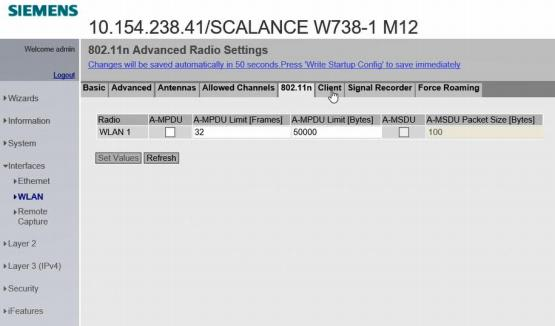 SIEMENS
10.154.238.41/SCALANCE W738-1 M12
Welcome admin
Logout
802.11n Advanced Radio Settings
Changes will be saved automatically in 50 seconds.Press 'Write Startup Config' to save immediately
Basic Advanced Antennas Allowed Channels 802.11n Client Signal Recorder Force Roaming
Wizards
Information
System
Interfaces
Ethernet
WLAN
Remote
Capture
Layer 2
Layer 3 (IPv4)
Security
iFeatures
Radio A-MPDU A-MPDU Limit [Frames] A-MPDU Limit [Bytes] A-MSDU A-MSDU Packet Size [Bytes]
WLAN 1 32 50000 100
Set Values Refresh